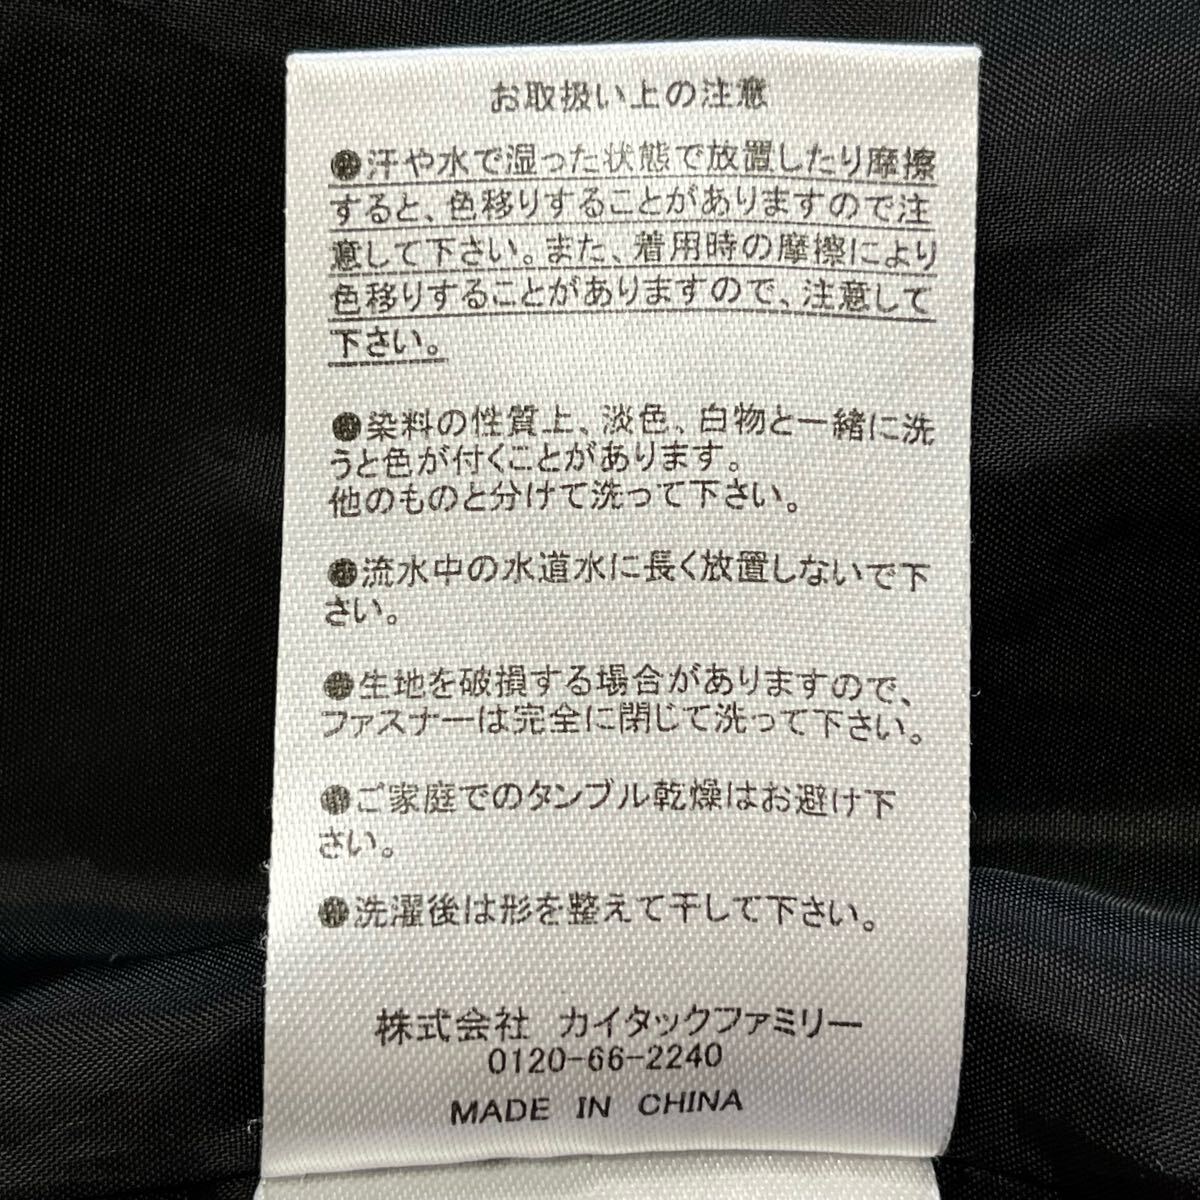 お取扱い上の注意
●汗や水で湿った状態で放置したり摩擦
すると、色移りすることがありますので注
意して下さい。また、着用時の摩擦により
色移りすることがありますので、注意して
下さい。
●染料の性質上、淡色、白物と一緒に洗
うと色が付くことがあります。
他のものと分けて洗って下さい。
●流水中の水道水に長く放置しないで下
さい。
●生地を破損する場合がありますので、
ファスナーは完全に閉じて洗って下さい。
●ご家庭でのタンブル乾燥はお避け下
さい。
●洗濯後は形を整えて干して下さい。
株式会社 カイタックファミリー
0120-66-2240
MADE IN CHINA